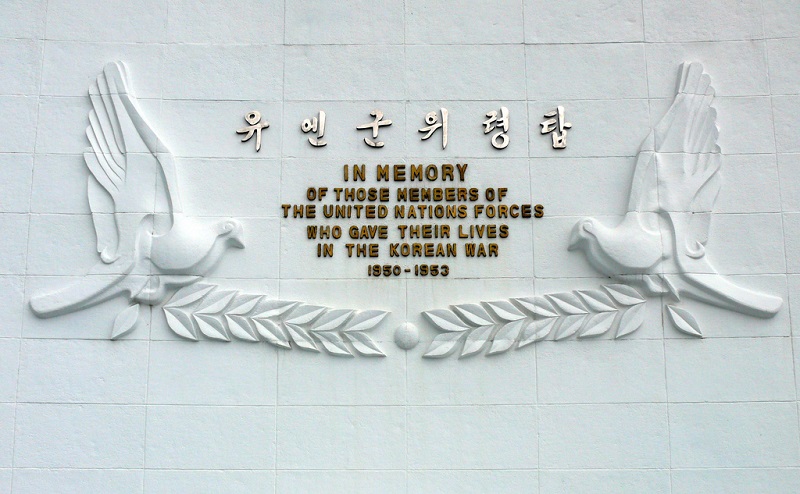 유엔군위령탑
IN MEMORY
OF THOSE MEMBERS OF
THE UNITED NATIONS FORCES
WHO GAVE THEIR LIVES
IN THE KOREAN WAR
1950-1953